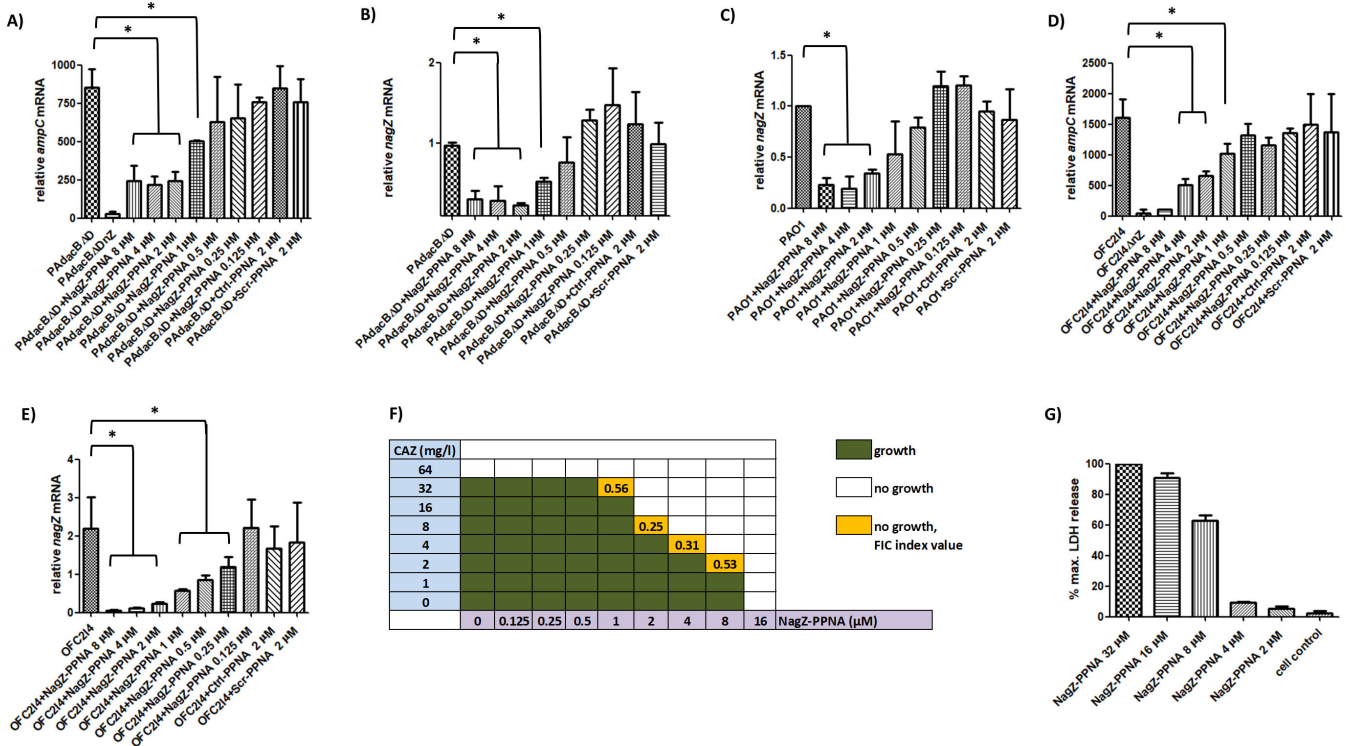 A)
*
*
relative ampC mRNA
1000
750
500
250
0
PAdacBΔD
PAdacBΔDnZ
PAdacBΔD+NagZ-PPNA 8 µM
PAdacBΔD+NagZ-PPNA 4 µM
PAdacBΔD+NagZ-PPNA 2 µM
PAdacBΔD+NagZ-PPNA 1µM
PAdacBΔD+NagZ-PPNA 0.5 µM
PAdacBΔD+NagZ-PPNA 0.25 µM
PAdacBΔD+NagZ-PPNA 0.125 µM
PAdacBΔD+Ctrl-PPNA 2 µM
PAdacBΔD+Scr-PPNA 2 µM
B)
*
*
relative nagZ mRNA
2
1
PAdacBΔD
PAdacBΔD+NagZ-PPNA 8 µM
PAdacBΔD+NagZ-PPNA 4 µM
PAdacBΔD+NagZ-PPNA 2 µM
PAdacBΔD+NagZ-PPNA 1µM
PAdacBΔD+NagZ-PPNA 0.5 µM
PAdacBΔD+NagZ-PPNA 0.25 µM
PAdacBΔD+NagZ-PPNA 0.125 µM
PAdacBΔD+Ctrl-PPNA 2 µM
PAdacBΔD+Scr-PPNA 2 µM
C)
*
relative nagZ mRNA
1.5
1.0
0.5
0.0
PAO1
PAO1+NagZ-PPNA 8 µM
PAO1+NagZ-PPNA 4 µM
PAO1+NagZ-PPNA 2 µM
PAO1+NagZ-PPNA 1 µM
PAO1+NagZ-PPNA 0.5 µM
PAO1+NagZ-PPNA 0.25 µM
PAO1+NagZ-PPNA 0.125 µM
PAO1+Ctrl-PPNA 2 µM
PAO1+Scr-PPNA 2 µM
D)
*
*
relative ampC mRNA
2500
2000
1500
1000
500
0
OFC2I4
OFC2I4ΔnZ
OFC2I4+NagZ-PPNA 8 µM
OFC2I4+NagZ-PPNA 4 µM
OFC2I4+NagZ-PPNA 2 µM
OFC2I4+NagZ-PPNA 1 µM
OFC2I4+NagZ-PPNA 0.5 µM
OFC2I4+NagZ-PPNA 0.25 µM
OFC2I4+NagZ-PPNA 0.125 µM
OFC2I4+Ctrl-PPNA 2 µM
OFC2I4+Scr-PPNA 2 µM
E)
*
*
relative nagZ mRNA
4
3
2
1
0
OFC2I4
OFC2I4+NagZ-PPNA 8 µM
OFC2I4+NagZ-PPNA 4 µM
OFC2I4+NagZ-PPNA 2 µM
OFC2I4+NagZ-PPNA 1 µM
OFC2I4+NagZ-PPNA 0.5 µM
OFC2I4+NagZ-PPNA 0.25 µM
OFC2I4+NagZ-PPNA 0.125 µM
OFC2I4+Ctrl-PPNA 2 µM
OFC2I4+Scr-PPNA 2 µM
F)
CAZ (mg/l)
64
32 0.56
16
8 0.25
4 0.31
2 0.53
1
0
0 0.125 0.25 0.5 1 2 4 8 16 NagZ-PPNA (µM)
growth
no growth
no growth,
FIC index value
G)
% max. LDH release
100
80
60
40
20
0
NagZ-PPNA 32 µM
NagZ-PPNA 16 µM
NagZ-PPNA 8 µM
NagZ-PPNA 4 µM
NagZ-PPNA 2 µM
cell control